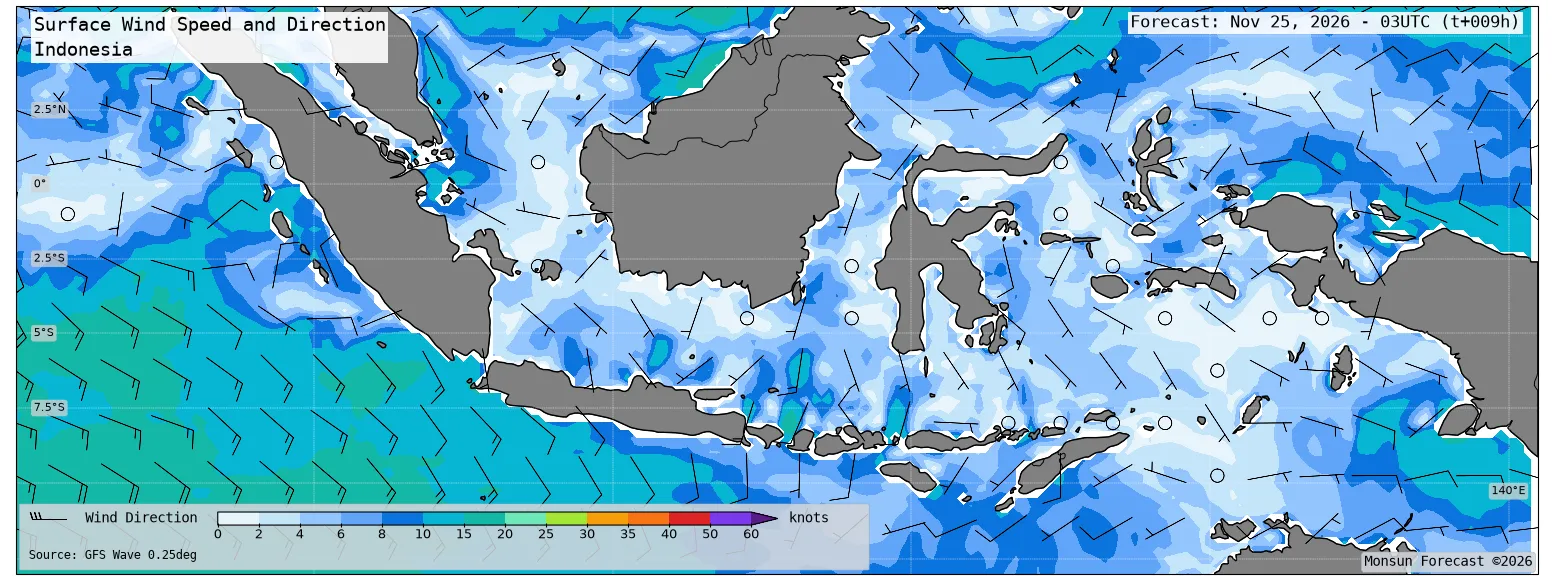 Surface Wind Speed and Direction
Indonesia
Forecast: Nov 25, 2026 - 03UTC (t+009h)
2.5°N
0°
2.5°S
5°S
7.5°S
140°E
Wind Direction
0 2 4 6 8 10 15 20 25 30 35 40 50 60 knots
Source: GFS Wave 0.25deg
Monsun Forecast ©2026